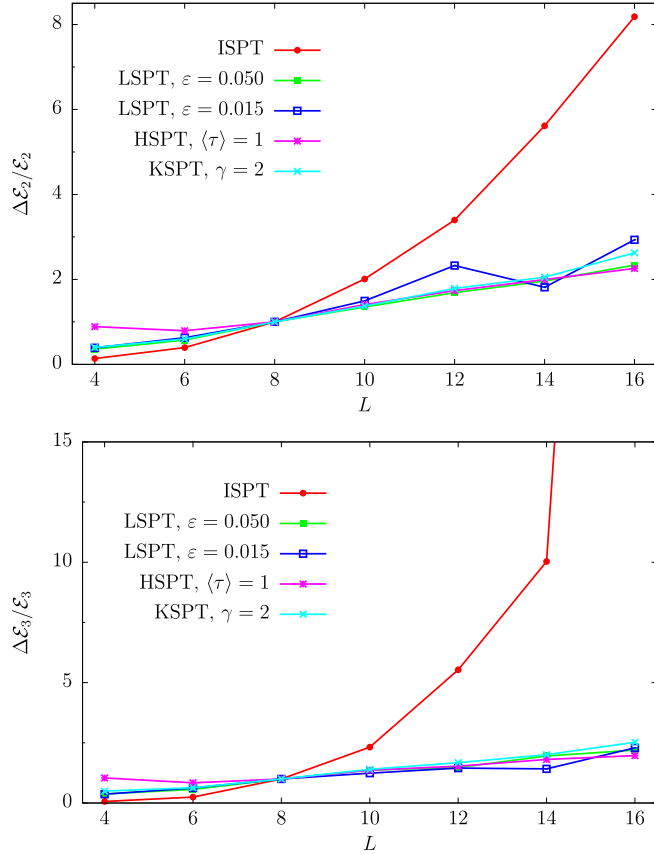 8
6
4
2
0
Δℰ₂/ℰ₂
ISPT
LSPT, ε = 0.050
LSPT, ε = 0.015
HSPT, ⟨τ⟩ = 1
KSPT, γ = 2
4 6 8 10 12 14 16
L
15
10
5
0
Δℰ₃/ℰ₃
ISPT
LSPT, ε = 0.050
LSPT, ε = 0.015
HSPT, ⟨τ⟩ = 1
KSPT, γ = 2
4 6 8 10 12 14 16
L